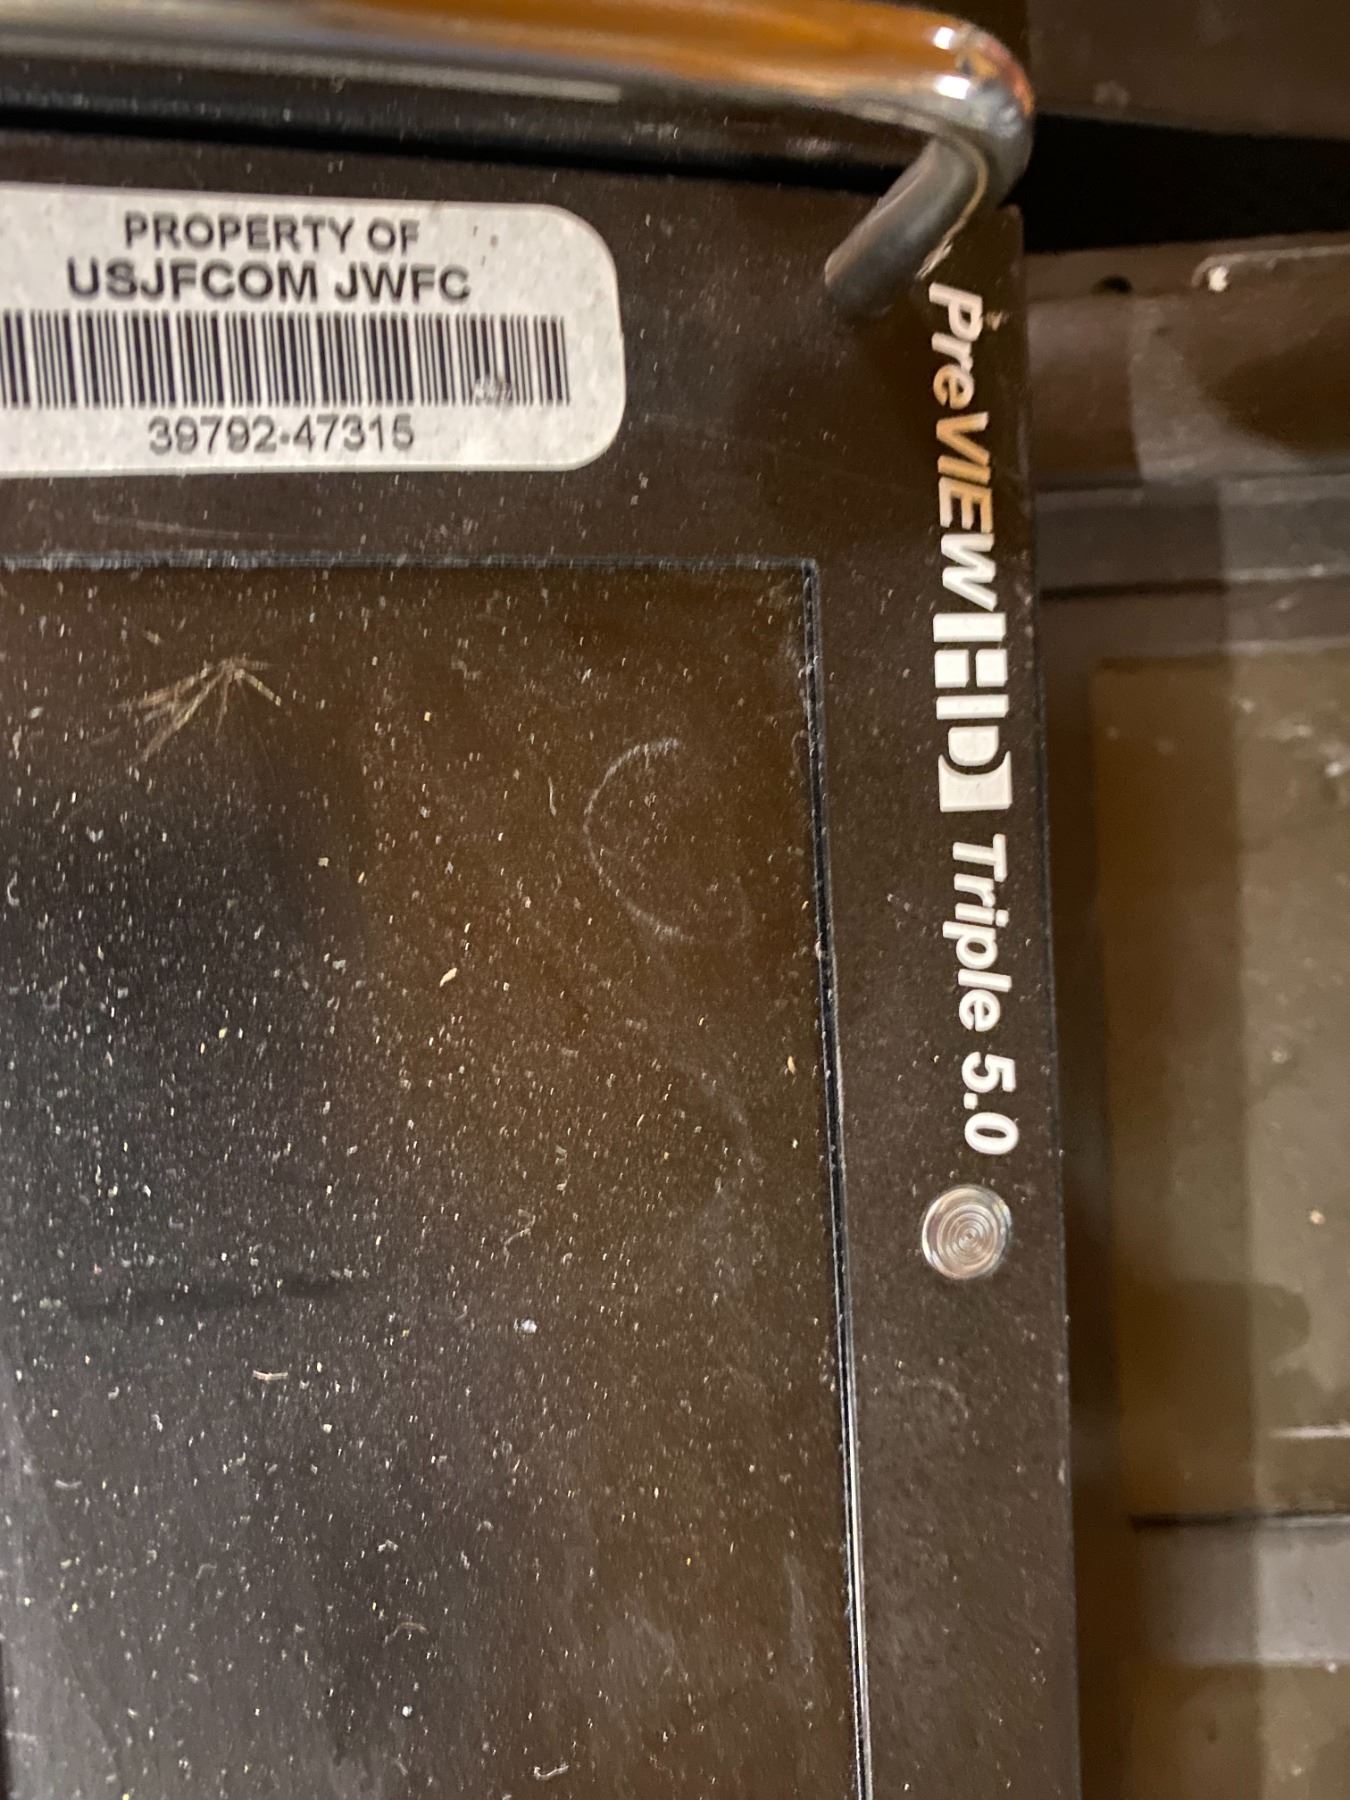 PROPERTY OF
USJFCOM JWFC
39792-47315
PreVIEW HD Triple 5.0